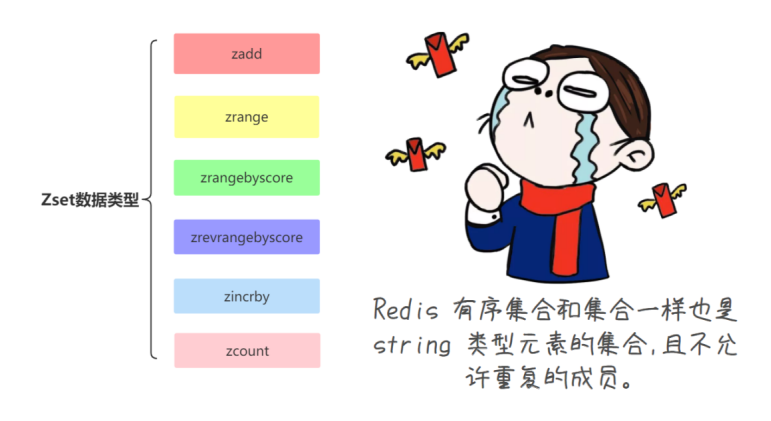 Zset数据类型
zadd
zrange
zrangebyscore
zrevrangebyscore
zincrby
zcount
Redis 有序集合和集合一样也是
string 类型元素的集合,且不允
许重复的成员。